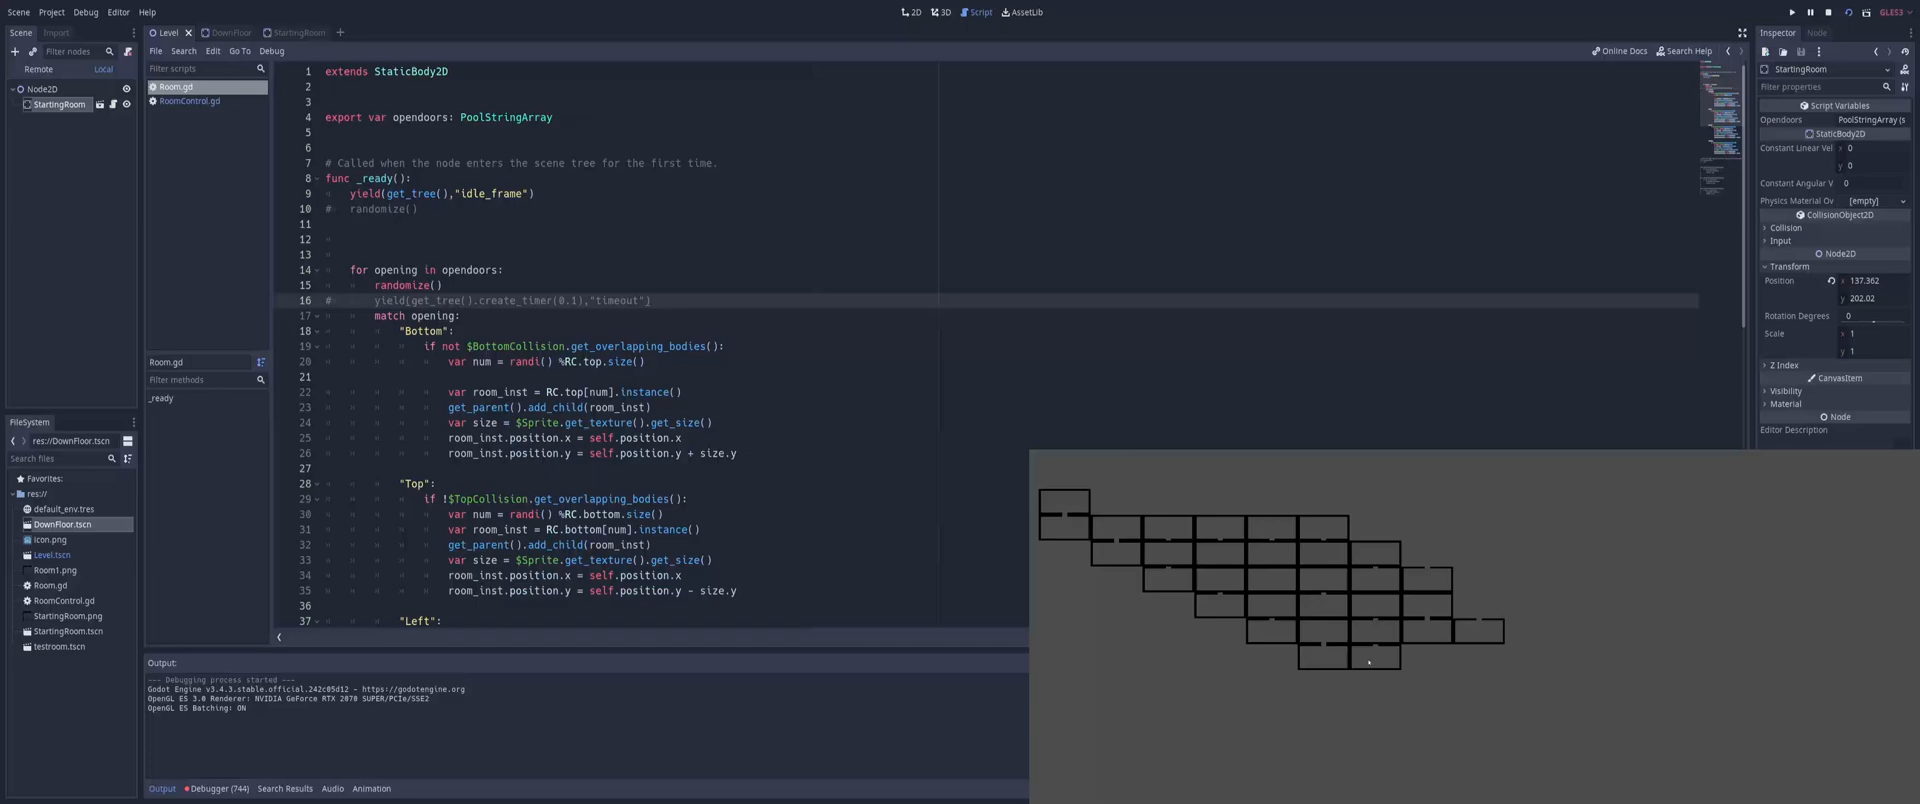 Scene Project Debug Editor Help
2D 3D Script AssetLib
GLES3
Scene Import
Filter nodes
Remote Local
Node2D
StartingRoom
Level DownFloor StartingRoom
File Search Edit Go To Debug
Online Docs Search Help
Filter scripts
Room.gd
RoomControl.gd
Room.gd
Filter methods
_ready
1 extends StaticBody2D
2
3
4 export var opendoors: PoolStringArray
5
6
7 # Called when the node enters the scene tree for the first time.
8 func _ready():
9 yield(get_tree(),"idle_frame")
10 # randomize()
11
12
13
14 for opening in opendoors:
15 randomize()
16 # yield(get_tree().create_timer(0.1),"timeout")
17 match opening:
18 "Bottom":
19 if not $BottomCollision.get_overlapping_bodies():
20 var num = randi() %RC.top.size()
21
22 var room_inst = RC.top[num].instance()
23 get_parent().add_child(room_inst)
24 var size = $Sprite.get_texture().get_size()
25 room_inst.position.x = self.position.x
26 room_inst.position.y = self.position.y + size.y
27
28 "Top":
29 if !$TopCollision.get_overlapping_bodies():
30 var num = randi() %RC.bottom.size()
31 var room_inst = RC.bottom[num].instance()
32 get_parent().add_child(room_inst)
33 var size = $Sprite.get_texture().get_size()
34 room_inst.position.x = self.position.x
35 room_inst.position.y = self.position.y - size.y
36
37 "Left":
FileSystem
res://DownFloor.tscn
Search files
Favorites:
res://
default_env.tres
DownFloor.tscn
icon.png
Level.tscn
Room1.png
Room.gd
RoomControl.gd
StartingRoom.png
StartingRoom.tscn
testroom.tscn
Output:
--- Debugging process started ---
Godot Engine v3.4.3.stable.official.242c05d12 - https://godotengine.org
OpenGL ES 3.0 Renderer: NVIDIA GeForce RTX 2070 SUPER/PCIe/SSE2
OpenGL ES Batching: ON
Output Debugger (744) Search Results Audio Animation
Inspector Node
StartingRoom
Filter properties
Script Variables
Opendoors PoolStringArray (s
StaticBody2D
Constant Linear Vel x 0
y 0
Constant Angular V 0
Physics Material Ov [empty]
CollisionObject2D
Collision
Input
Node2D
Transform
Position x 137.362
y 202.02
Rotation Degrees 0
Scale x 1
y 1
Z Index
CanvasItem
Visibility
Material
Node
Editor Description